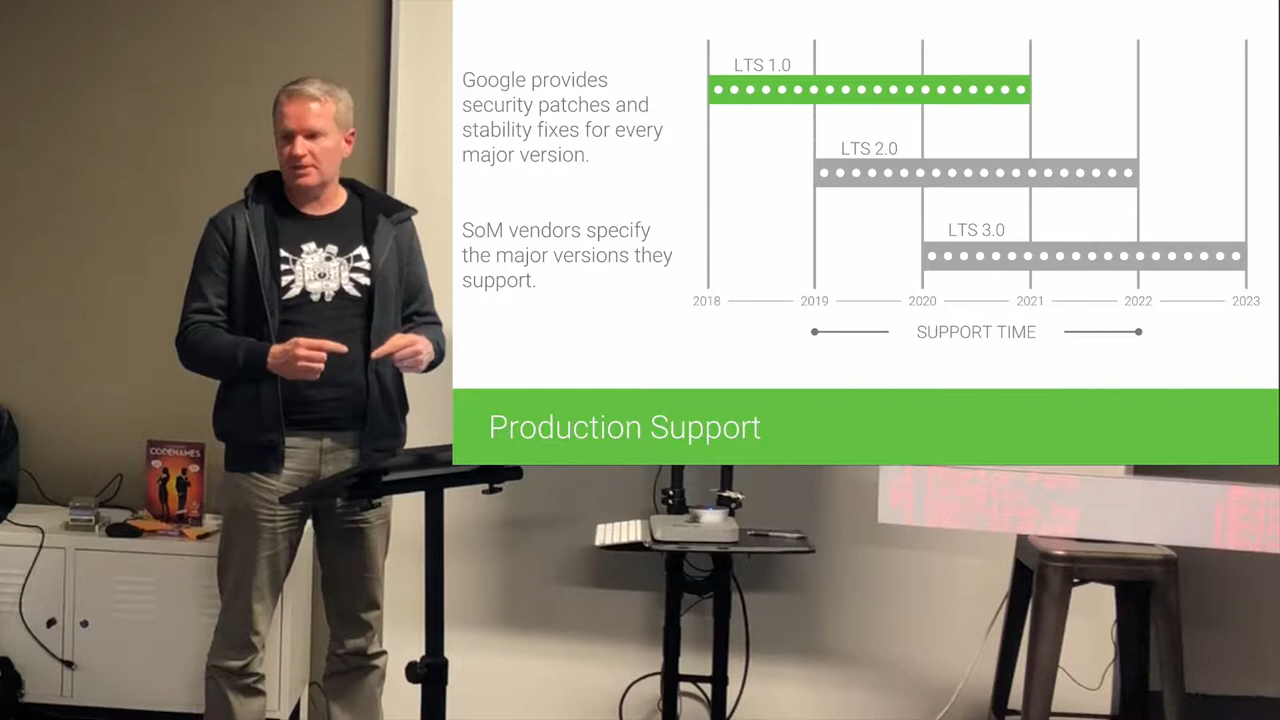 Google provides
security patches and
stability fixes for every
major version.
SoM vendors specify
the major versions they
support.
LTS 1.0
LTS 2.0
LTS 3.0
2018
2019
2020
2021
2022
2023
SUPPORT TIME
Production Support
CODENAMES